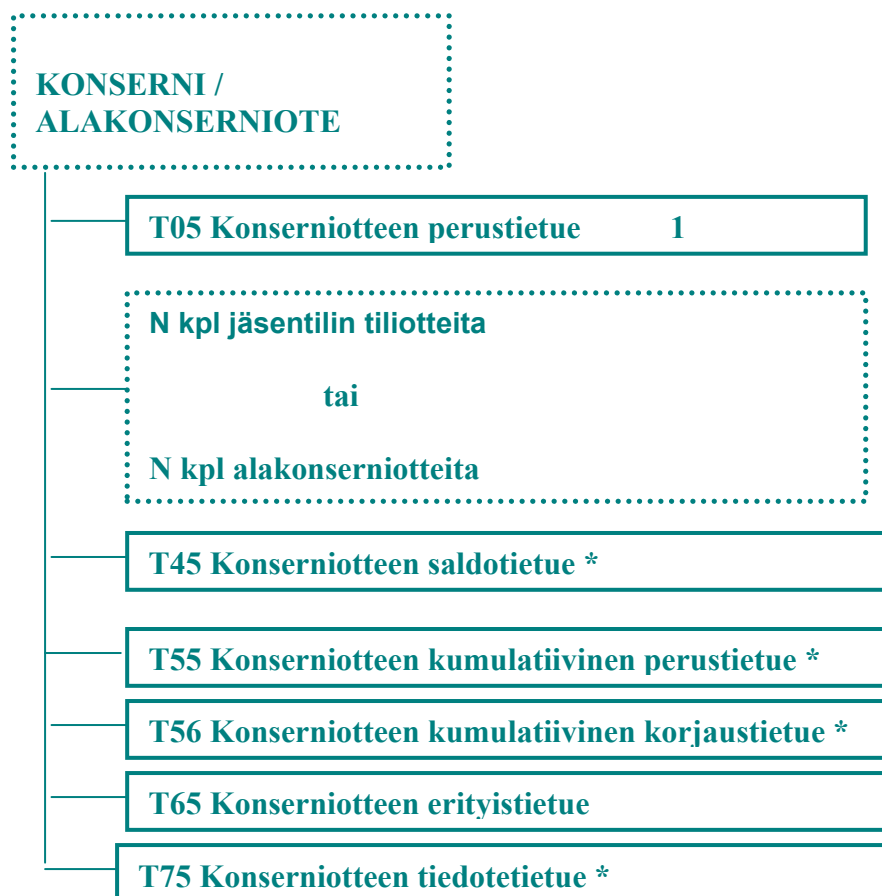 KONSERNI /
ALAKONSERNIOTE
T05 Konserniotteen perustietue 1
N kpl jäsentilin tiliotteita
tai
N kpl alakonserniotteita
T45 Konserniotteen saldotietue *
T55 Konserniotteen kumulatiivinen perustietue *
T56 Konserniotteen kumulatiivinen korjaustietue *
T65 Konserniotteen erityistietue
T75 Konserniotteen tiedotetietue *